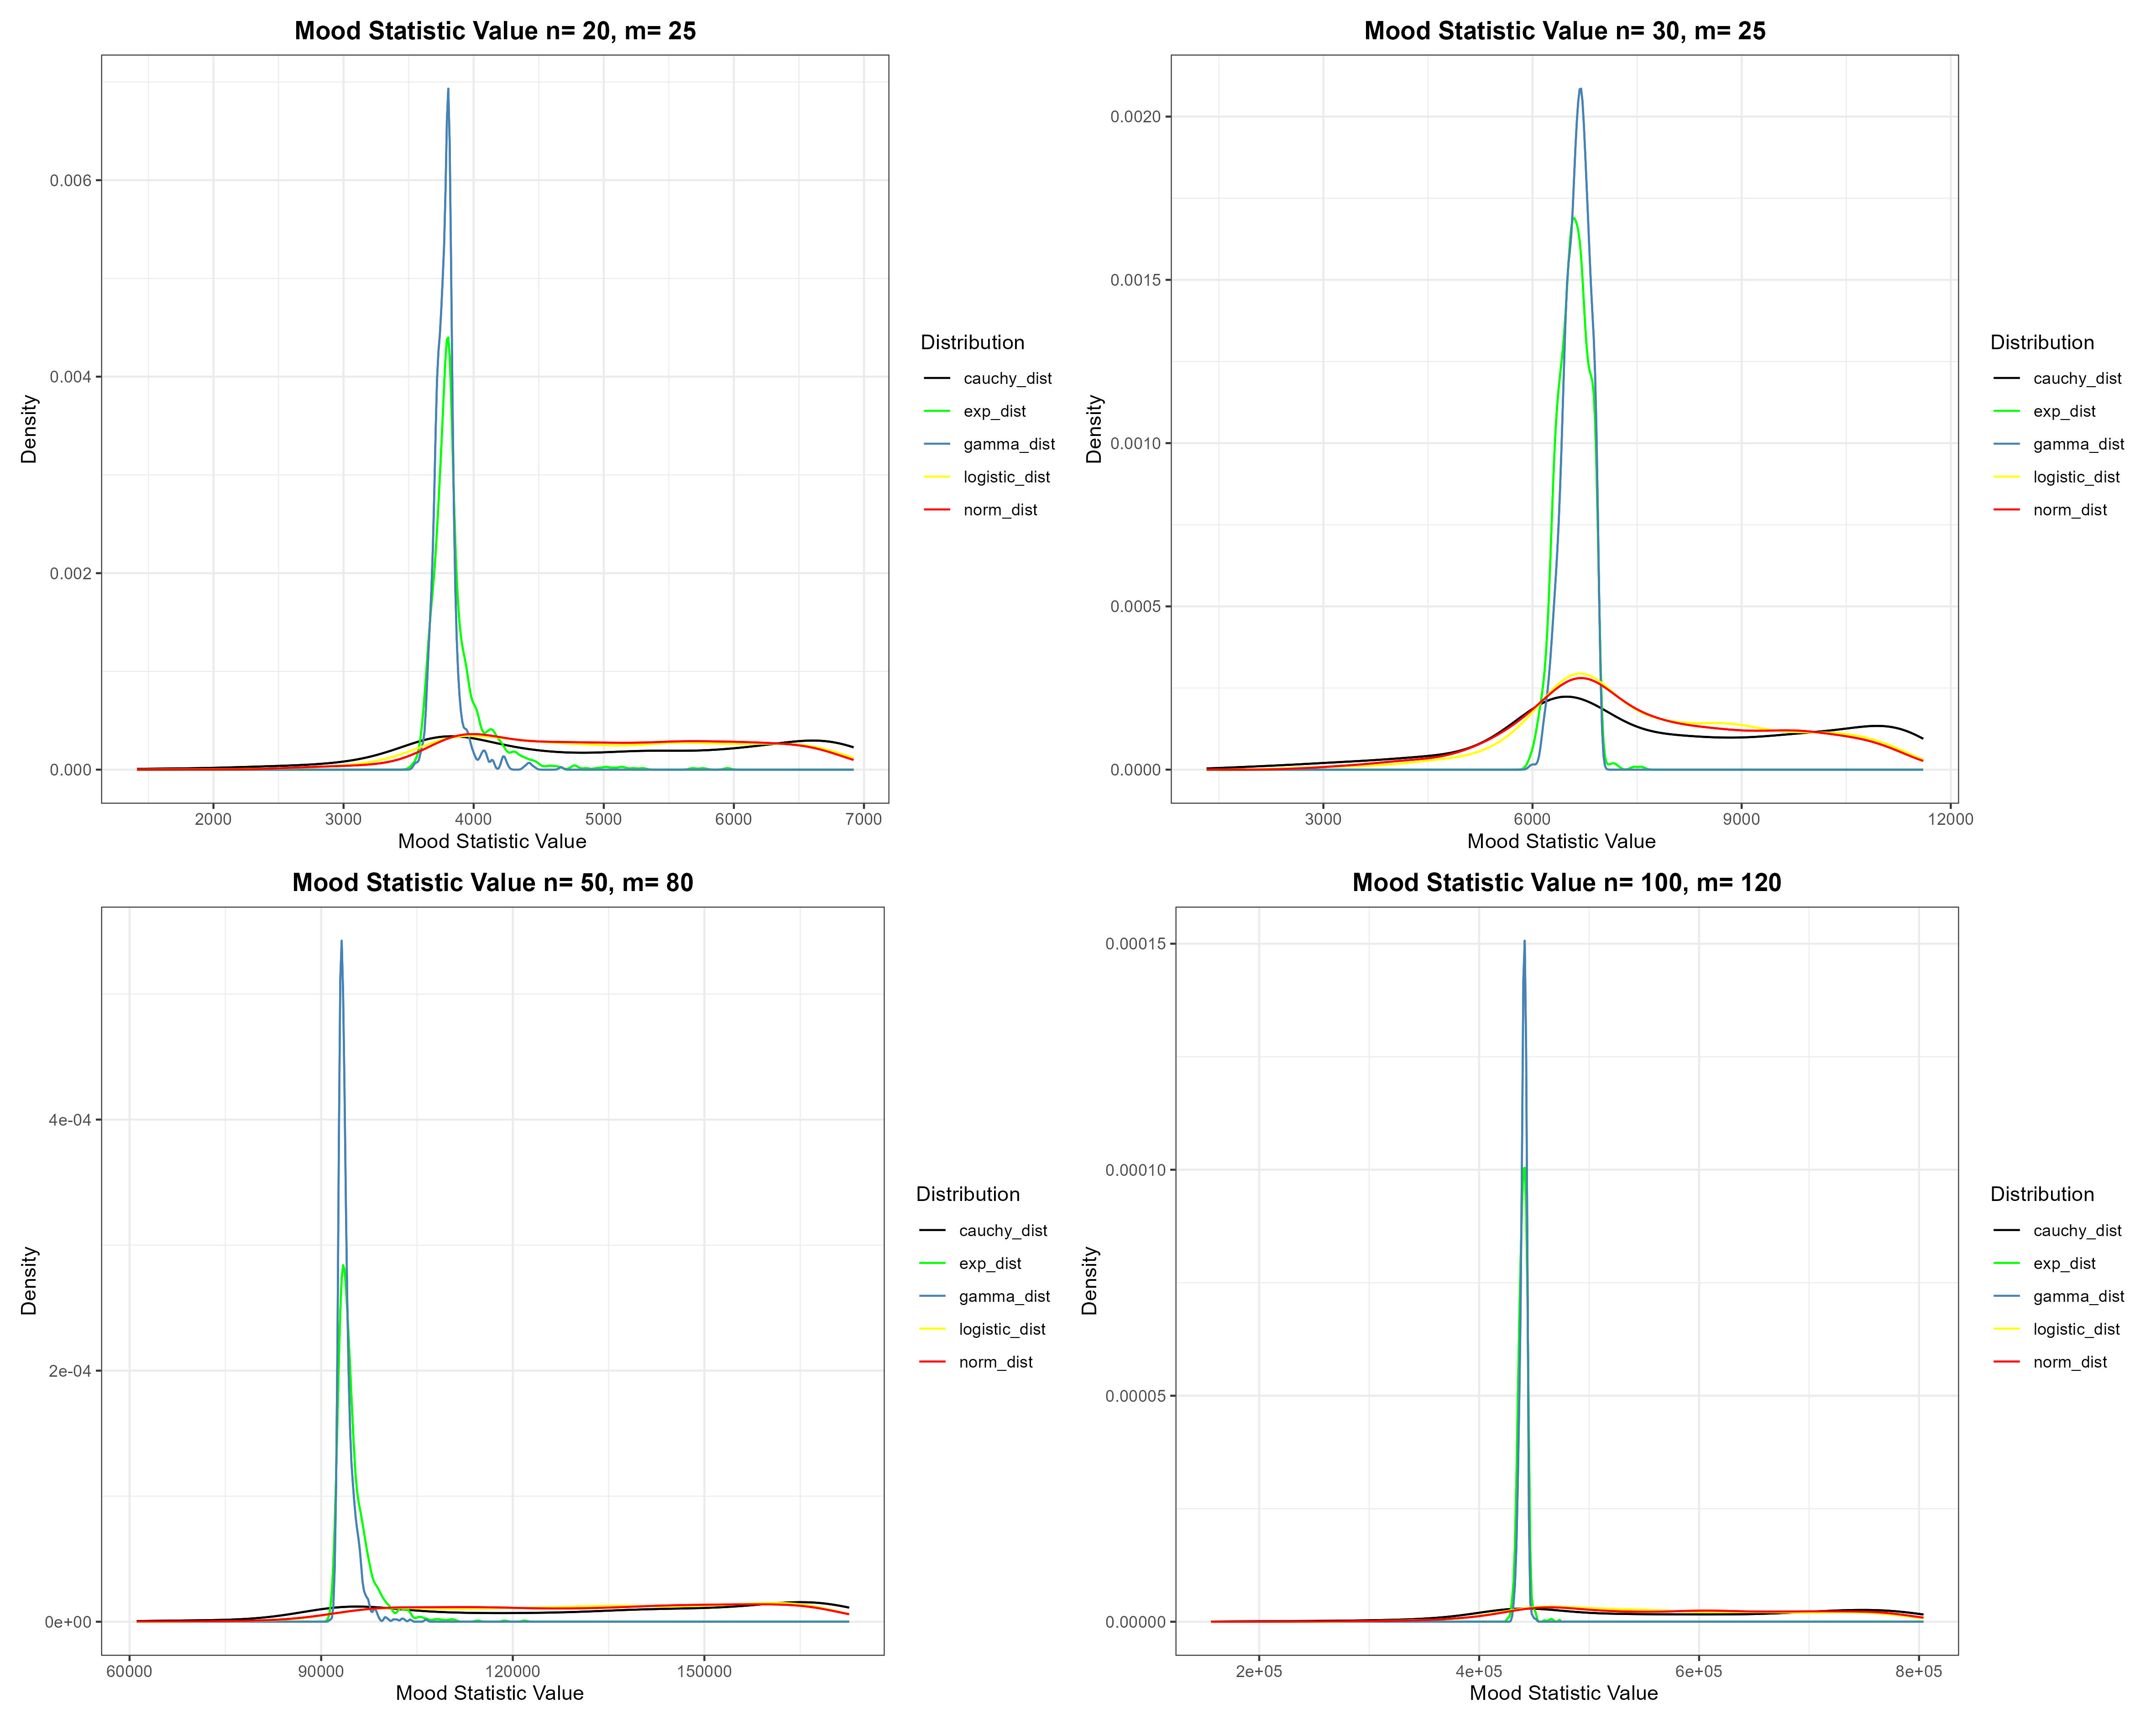 Mood Statistic Value n= 20, m= 25
0.006
0.004
0.002
0.000
Density
2000 3000 4000 5000 6000 7000
Mood Statistic Value
Distribution
cauchy_dist
exp_dist
gamma_dist
logistic_dist
norm_dist
Mood Statistic Value n= 30, m= 25
0.0020
0.0015
0.0010
0.0005
0.0000
Density
3000 6000 9000 12000
Mood Statistic Value
Distribution
cauchy_dist
exp_dist
gamma_dist
logistic_dist
norm_dist
Mood Statistic Value n= 50, m= 80
4e-04
2e-04
0e+00
Density
60000 90000 120000 150000
Mood Statistic Value
Distribution
cauchy_dist
exp_dist
gamma_dist
logistic_dist
norm_dist
Mood Statistic Value n= 100, m= 120
0.00015
0.00010
0.00005
0.00000
Density
2e+05 4e+05 6e+05 8e+05
Mood Statistic Value
Distribution
cauchy_dist
exp_dist
gamma_dist
logistic_dist
norm_dist